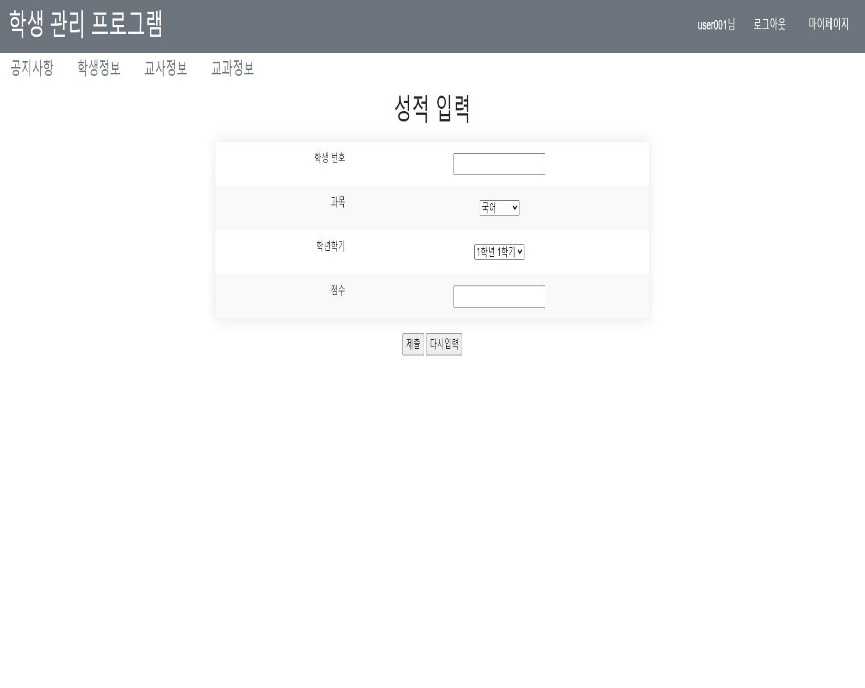 학생 관리 프로그램
user001님 로그아웃 마이페이지
공지사항 학생정보 교사정보 교과정보
성적 입력
학생 번호
과목 국어
학년학기 1학년 1학기
점수
제출 다시입력